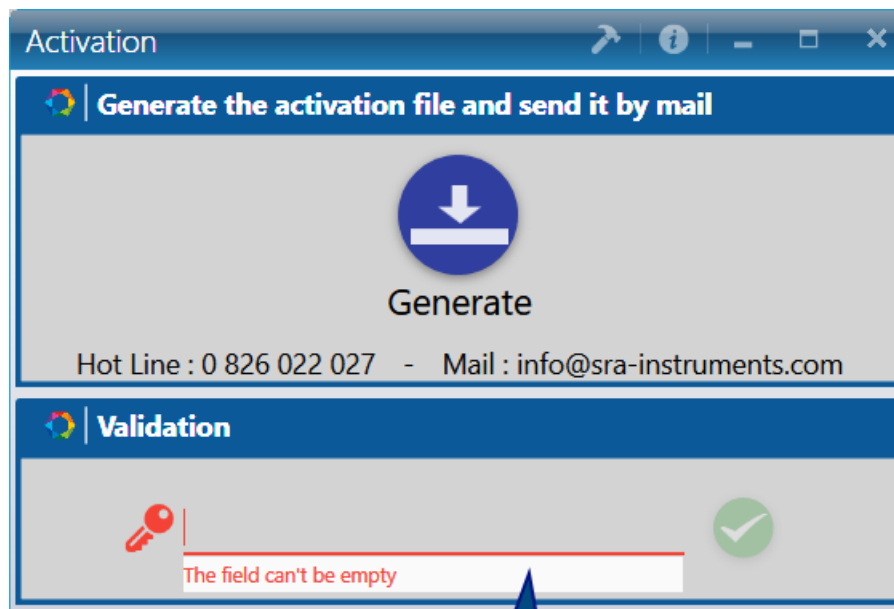 Activation
Generate the activation file and send it by mail
Generate
Hot Line : 0 826 022 027 - Mail : info@sra-instruments.com
Validation
The field can't be empty